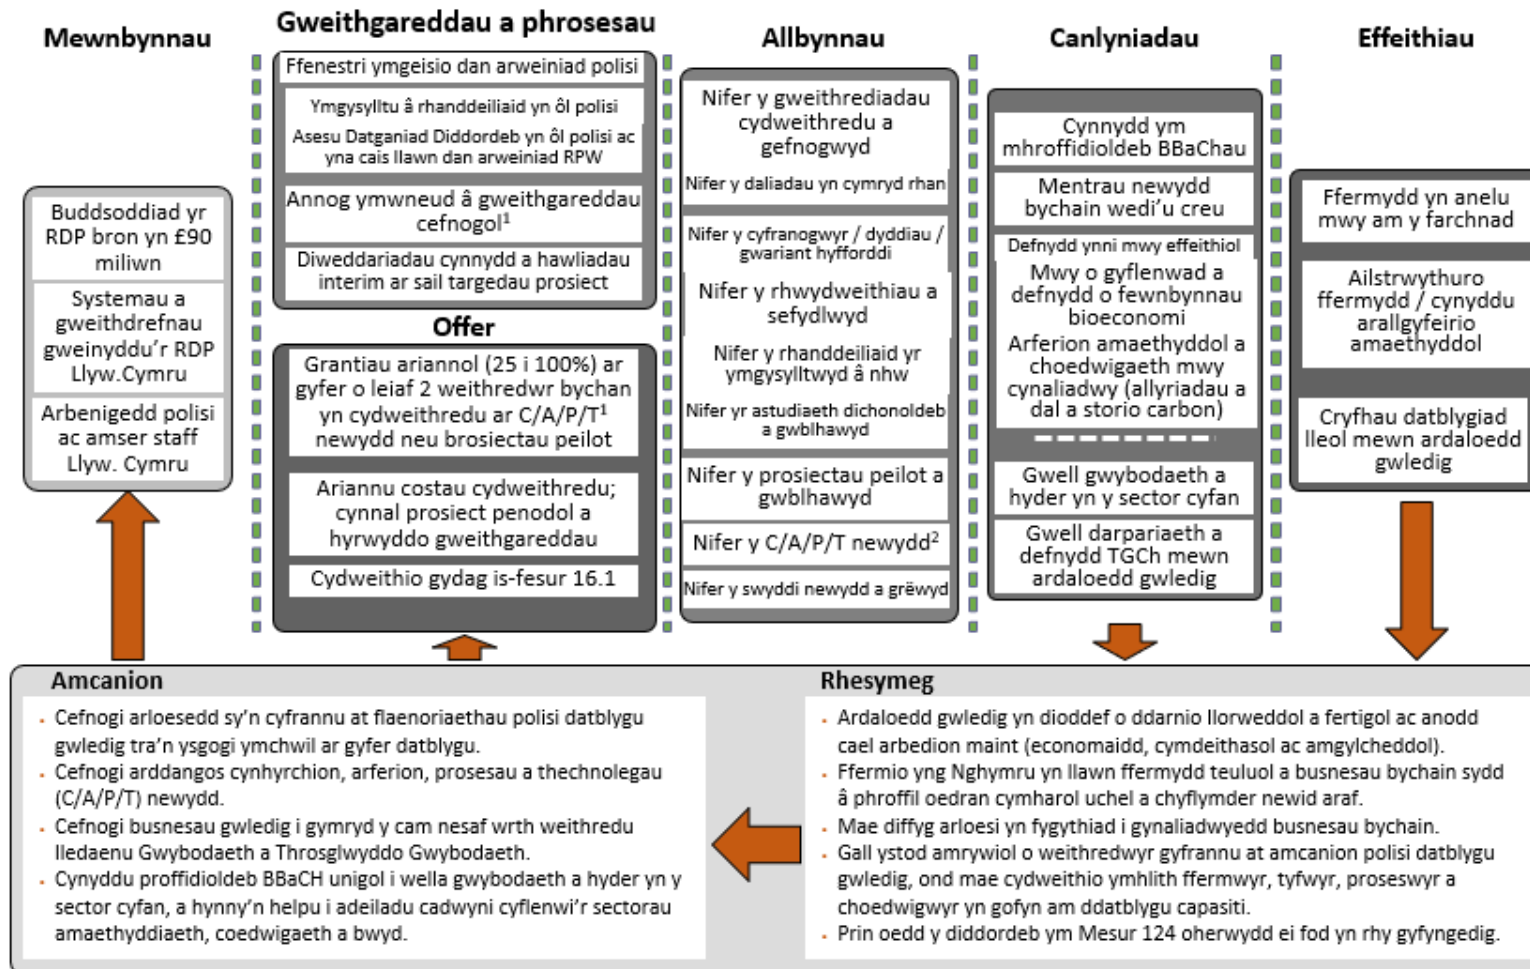 Mewnbynnau
Buddsoddiad yr
RDP bron yn £90
miliwn
Systemau a
gweithdrefnau
gweinyddu'r RDP
Llyw.Cymru
Arbenigedd polisi
ac amser staff
Llyw. Cymru
Gweithgareddau a phrosesau
Ffenestri ymgeisio dan arweiniad polisi
Ymgysylltu â rhanddeiliaid yn ôl polisi
Asesu Datganiad Diddordeb yn ôl polisi ac
yna cais llawn dan arweiniad RPW
Annog ymwneud â gweithgareddau
cefnogol¹
Diweddariadau cynnydd a hawliadau
interim ar sail targedau prosiect
Offer
Grantiau ariannol (25 i 100%) ar
gyfer o leiaf 2 weithredwr bychan
yn cydweithredu ar C/A/P/T¹
newydd neu brosiectau peilot
Ariannu costau cydweithredu;
cynnal prosiect penodol a
hyrwyddo gweithgareddau
Cydweithio gydag is-fesur 16.1
Allbynnau
Nifer y gweithrediadau
cydweithredu a
gefnogwyd
Nifer y daliadau yn cymryd rhan
Nifer y cyfranogwyr / dyddiau /
gwariant hyfforddi
Nifer y rhwydweithiau a
sefydlwyd
Nifer y rhanddeiliaid yr
ymgysylltwyd â nhw
Nifer yr astudiaeth dichonoldeb
a gwblhawyd
Nifer y prosiectau peilot a
gwblhawyd
Nifer y C/A/P/T newydd²
Nifer y swyddi newydd a grëwyd
Canlyniadau
Cynnydd ym
mhroffidioldeb BBaChau
Mentrau newydd
bychain wedi'u creu
Defnydd ynni mwy effeithiol
Mwy o gyflenwad a
defnydd o fewnbynnau
bioeconomi
Arferion amaethyddol a
choedwigaeth mwy
cynaliadwy (allyriadau a
dal a storio carbon)
Gwell gwybodaeth a
hyder yn y sector cyfan
Gwell darpariaeth a
defnydd TGCh mewn
ardaloedd gwledig
Effeithiau
Ffermydd yn anelu
mwy am y farchnad
Ailstrwythuro
ffermydd / cynyddu
arallgyfeirio
amaethyddol
Cryfhau datblygiad
lleol mewn ardaloedd
gwledig
Amcanion
• Cefnogi arloesedd sy'n cyfrannu at flaenoriaethau polisi datblygu
gwledig tra'n ysgogi ymchwil ar gyfer datblygu.
• Cefnogi arddangos cynhyrchion, arferion, prosesau a thechnolegau
(C/A/P/T) newydd.
• Cefnogi busnesau gwledig i gymryd y cam nesaf wrth weithredu
lledaenu Gwybodaeth a Throsglwyddo Gwybodaeth.
• Cynyddu proffidioldeb BBaCH unigol i wella gwybodaeth a hyder yn y
sector cyfan, a hynny'n helpu i adeiladu cadwyni cyflenwi'r sectorau
amaethyddiaeth, coedwigaeth a bwyd.
Rhesymeg
• Ardaloedd gwledig yn dioddef o ddarnio llorweddol a fertigol ac anodd
cael arbedion maint (economaidd, cymdeithasol ac amgylcheddol).
• Ffermio yng Nghymru yn llawn ffermydd teuluol a busnesau bychain sydd
â phroffil oedran cymharol uchel a chyflymder newid araf.
• Mae diffyg arloesi yn fygythiad i gynaliadwyedd busnesau bychain.
• Gall ystod amrywiol o weithredwyr gyfrannu at amcanion polisi datblygu
gwledig, ond mae cydweithio ymhlith ffermwyr, tyfwyr, proseswyr a
choedwigwyr yn gofyn am ddatblygu capasiti.
• Prin oedd y diddordeb ym Mesur 124 oherwydd ei fod yn rhy gyfyngedig.